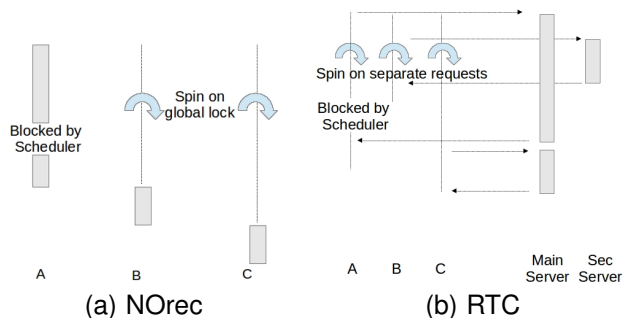 Blocked by
Scheduler
Spin on
global lock
A
B
C
(a) NOrec
Spin on separate requests
Blocked by
Scheduler
A
B
C
Main
Server
Sec
Server
(b) RTC